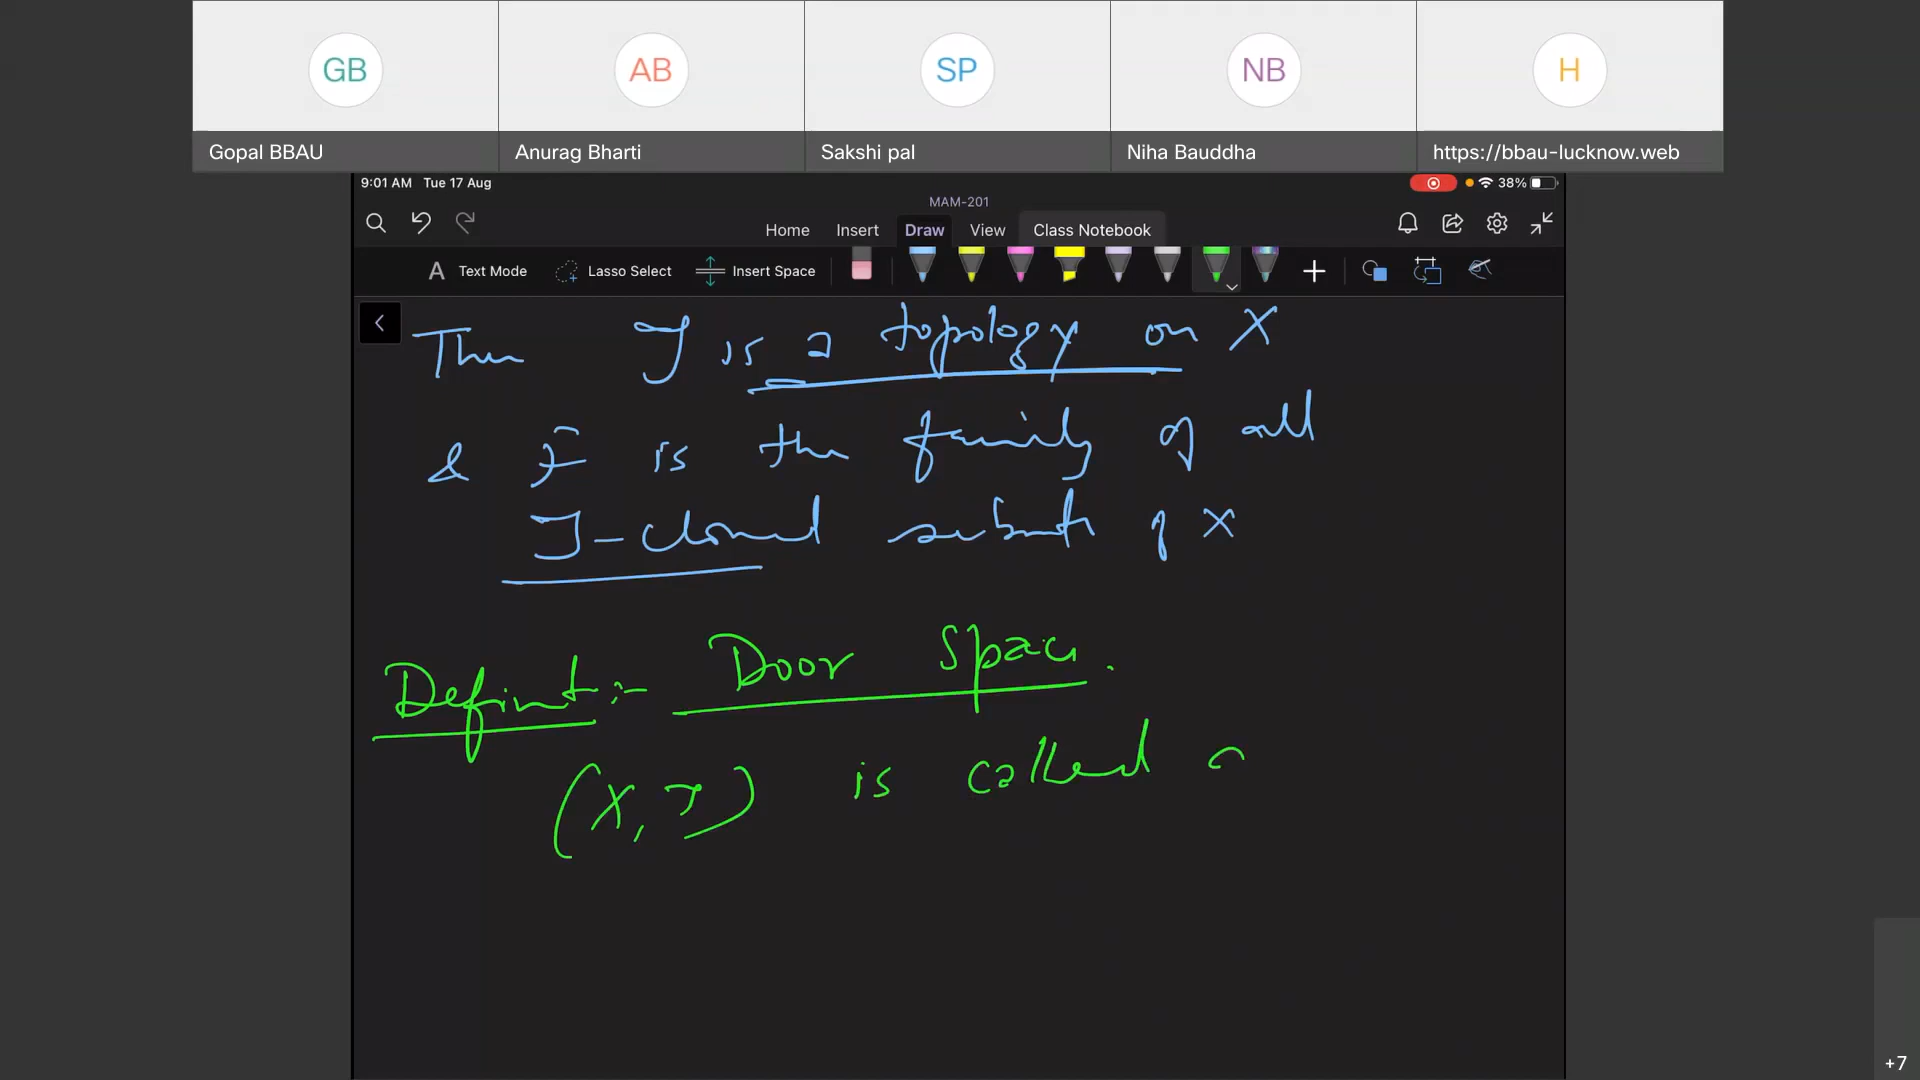 GB
AB
SP
NB
H
Gopal BBAU
Anurag Bharti
Sakshi pal
Niha Bauddha
https://bbau-lucknow.web
9:01 AM Tue 17 Aug
38%
MAM-201
Home Insert Draw View Class Notebook
A Text Mode Lasso Select Insert Space
Then J is a topology on X
& F is the family of all
J-closed subsets of X
Definit:- Door Space.
(X, J) is called a
+7